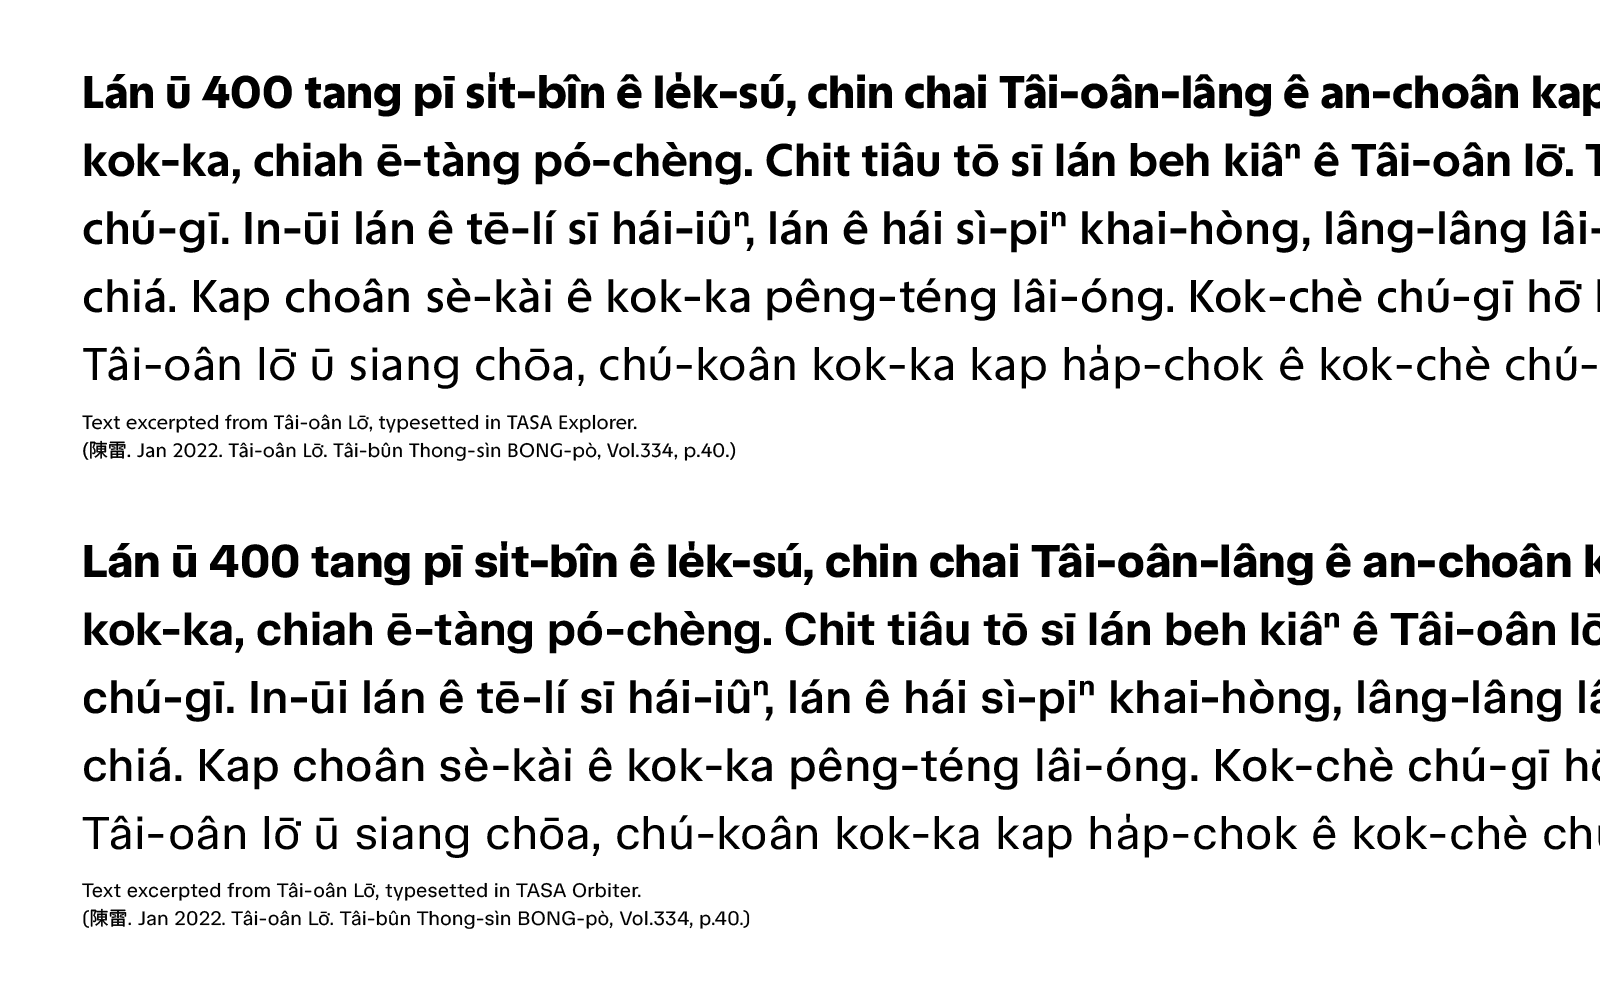 Lán ū 400 tang pī si̍t-bîn ê le̍k-sú, chin chai Tâi-oân-lâng ê an-choân kap
kok-ka, chiah ē-tàng pó-chèng. Chit tiâu tō sī lán beh kiâⁿ ê Tâi-oân lō͘. T
chú-gī. In-ūi lán ê tē-lí sī hái-iûⁿ, lán ê hái sì-piⁿ khai-hòng, lâng-lâng lâi-
chiá. Kap choân sè-kài ê kok-ka pêng-téng lâi-óng. Kok-chè chú-gī hō͘
Tâi-oân lō͘ ū siang chōa, chú-koân kok-ka kap ha̍p-chok ê kok-chè chú-
Text excerpted from Tâi-oân Lō͘, typesetted in TASA Explorer.
(陳雷. Jan 2022. Tâi-oân Lō͘. Tâi-bûn Thong-sìn BONG-pò, Vol.334, p.40.)
Lán ū 400 tang pī si̍t-bîn ê le̍k-sú, chin chai Tâi-oân-lâng ê an-choân k
kok-ka, chiah ē-tàng pó-chèng. Chit tiâu tō sī lán beh kiâⁿ ê Tâi-oân lō
chú-gī. In-ūi lán ê tē-lí sī hái-iûⁿ, lán ê hái sì-piⁿ khai-hòng, lâng-lâng lâ
chiá. Kap choân sè-kài ê kok-ka pêng-téng lâi-óng. Kok-chè chú-gī hō
Tâi-oân lō͘ ū siang chōa, chú-koân kok-ka kap ha̍p-chok ê kok-chè chú
Text excerpted from Tâi-oân Lō͘, typesetted in TASA Orbiter.
(陳雷. Jan 2022. Tâi-oân Lō͘. Tâi-bûn Thong-sìn BONG-pò, Vol.334, p.40.)